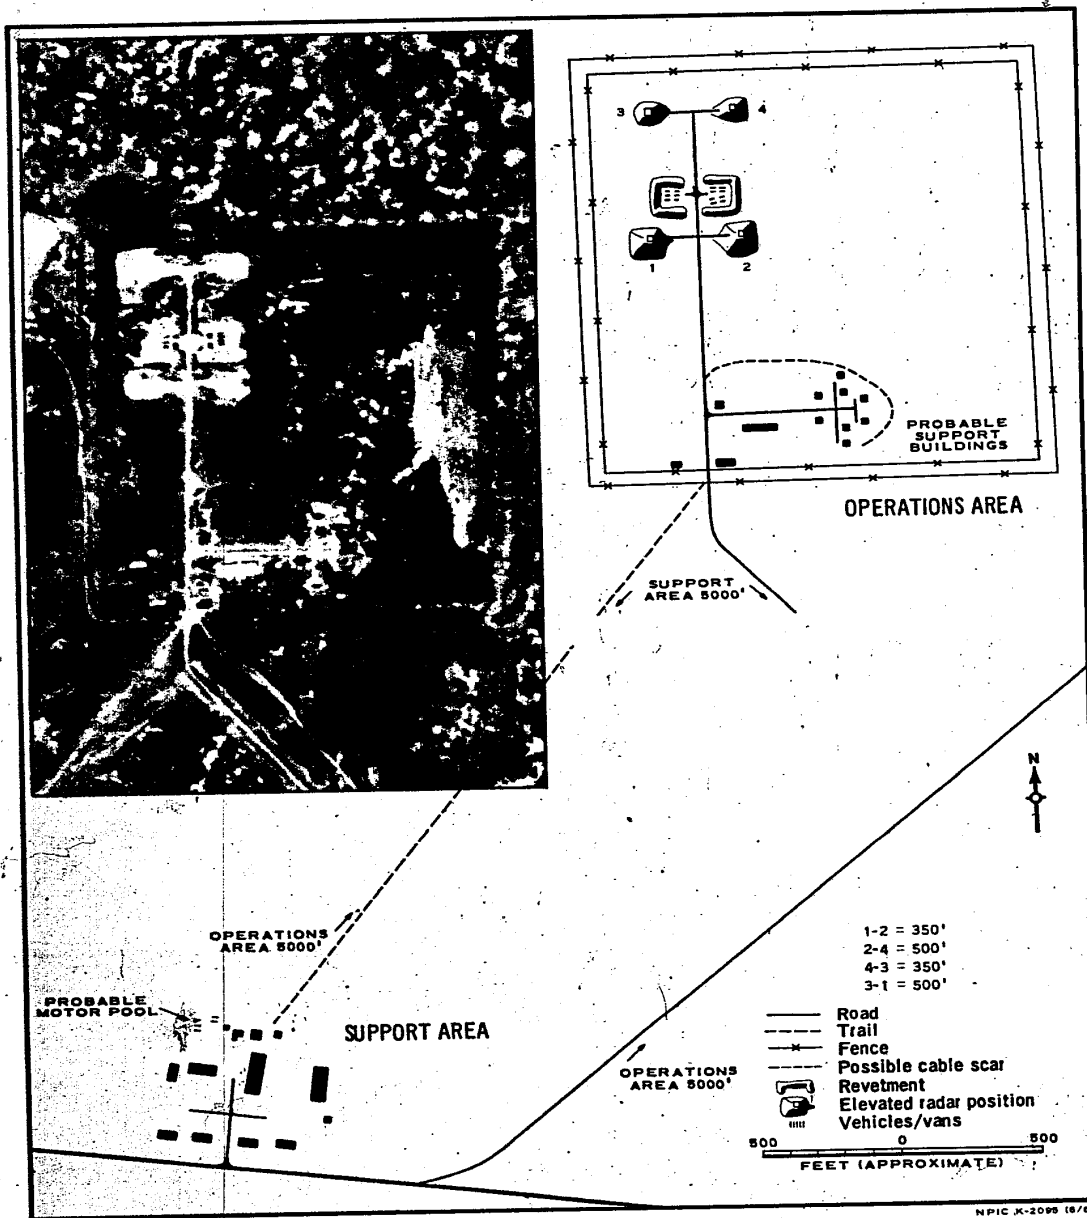 3
4
1
2
PROBABLE
SUPPORT
BUILDINGS
OPERATIONS AREA
SUPPORT
AREA 5000'
N
OPERATIONS
AREA 5000'
PROBABLE
MOTOR POOL
SUPPORT AREA
OPERATIONS
AREA 5000'
1-2 = 350'
2-4 = 500'
4-3 = 350'
3-1 = 500'
Road
Trail
Fence
Possible cable scar
Revetment
Elevated radar position
Vehicles/vans
500 0 500
FEET (APPROXIMATE)
NPIC K-2095